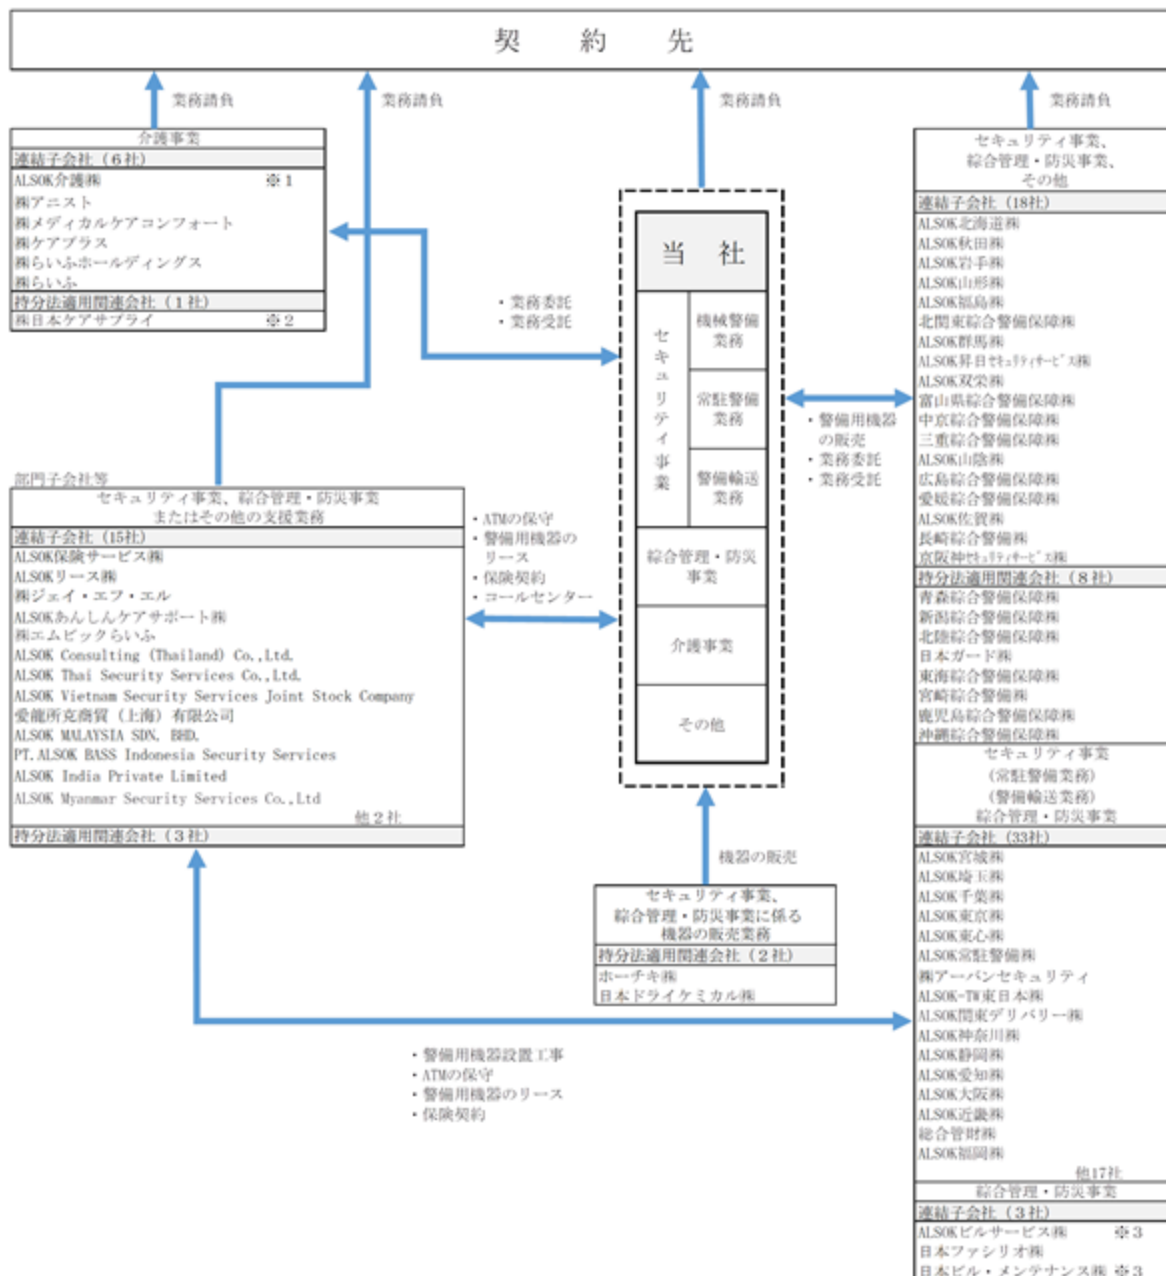 契 約 先
業務請負
業務請負
業務請負
業務請負
介護事業
連結子会社(6社)
ALSOK介護㈱ ※1
㈱アニスト
㈱メディカルケアコンフォート
㈱ケアプラス
㈱らいふホールディングス
㈱らいふ
持分法適用関連会社(1社)
㈱日本ケアサプライ ※2
・業務委託
・業務受託
部門子会社等
セキュリティ事業、綜合管理・防災事業
またはその他の支援業務
連結子会社(15社)
ALSOK保険サービス㈱
ALSOKリース㈱
㈱ジェイ・エフ・エル
ALSOKあんしんケアサポート㈱
㈱エムビックらいふ
ALSOK Consulting (Thailand) Co.,Ltd.
ALSOK Thai Security Services Co.,Ltd.
ALSOK Vietnam Security Services Joint Stock Company
愛龍所克商貿(上海)有限公司
ALSOK MALAYSIA SDN. BHD.
PT.ALSOK BASS Indonesia Security Services
ALSOK India Private Limited
ALSOK Myanmar Security Services Co.,Ltd
他2社
持分法適用関連会社(3社)
・ATMの保守
・警備用機器の
リース
・保険契約
・コールセンター
当 社
セキュリティ事業
機械警備
業務
常駐警備
業務
警備輸送
業務
綜合管理・防災
事業
介護事業
その他
機器の販売
セキュリティ事業、
綜合管理・防災事業に係る
機器の販売業務
持分法適用関連会社(2社)
ホーチキ㈱
日本ドライケミカル㈱
・警備用機器設置工事
・ATMの保守
・警備用機器のリース
・保険契約
・警備用機器
の販売
・業務委託
・業務受託
セキュリティ事業、
綜合管理・防災事業、
その他
連結子会社(18社)
ALSOK北海道㈱
ALSOK秋田㈱
ALSOK岩手㈱
ALSOK山形㈱
ALSOK福島㈱
北関東綜合警備保障㈱
ALSOK群馬㈱
ALSOK昇日セキュリティサービス㈱
ALSOK双栄㈱
富山県綜合警備保障㈱
中京綜合警備保障㈱
三重綜合警備保障㈱
ALSOK山陰㈱
広島綜合警備保障㈱
愛媛綜合警備保障㈱
ALSOK佐賀㈱
長崎綜合警備㈱
京阪神セキュリティサービス㈱
持分法適用関連会社(8社)
青森綜合警備保障㈱
新潟綜合警備保障㈱
北陸綜合警備保障㈱
日本ガード㈱
東海綜合警備保障㈱
宮崎綜合警備㈱
鹿児島綜合警備保障㈱
沖縄綜合警備保障㈱
セキュリティ事業
(常駐警備業務)
(警備輸送業務)
綜合管理・防災事業
連結子会社(33社)
ALSOK宮城㈱
ALSOK埼玉㈱
ALSOK千葉㈱
ALSOK東京㈱
ALSOK東心㈱
ALSOK常駐警備㈱
㈱アーバンセキュリティ
ALSOK-TW東日本㈱
ALSOK関東デリバリー㈱
ALSOK神奈川㈱
ALSOK静岡㈱
ALSOK愛知㈱
ALSOK大阪㈱
ALSOK近畿㈱
総合管財㈱
ALSOK福岡㈱
他17社
綜合管理・防災事業
連結子会社(3社)
ALSOKビルサービス㈱ ※3
日本ファシリオ㈱
日本ビル・メンテナンス㈱ ※3